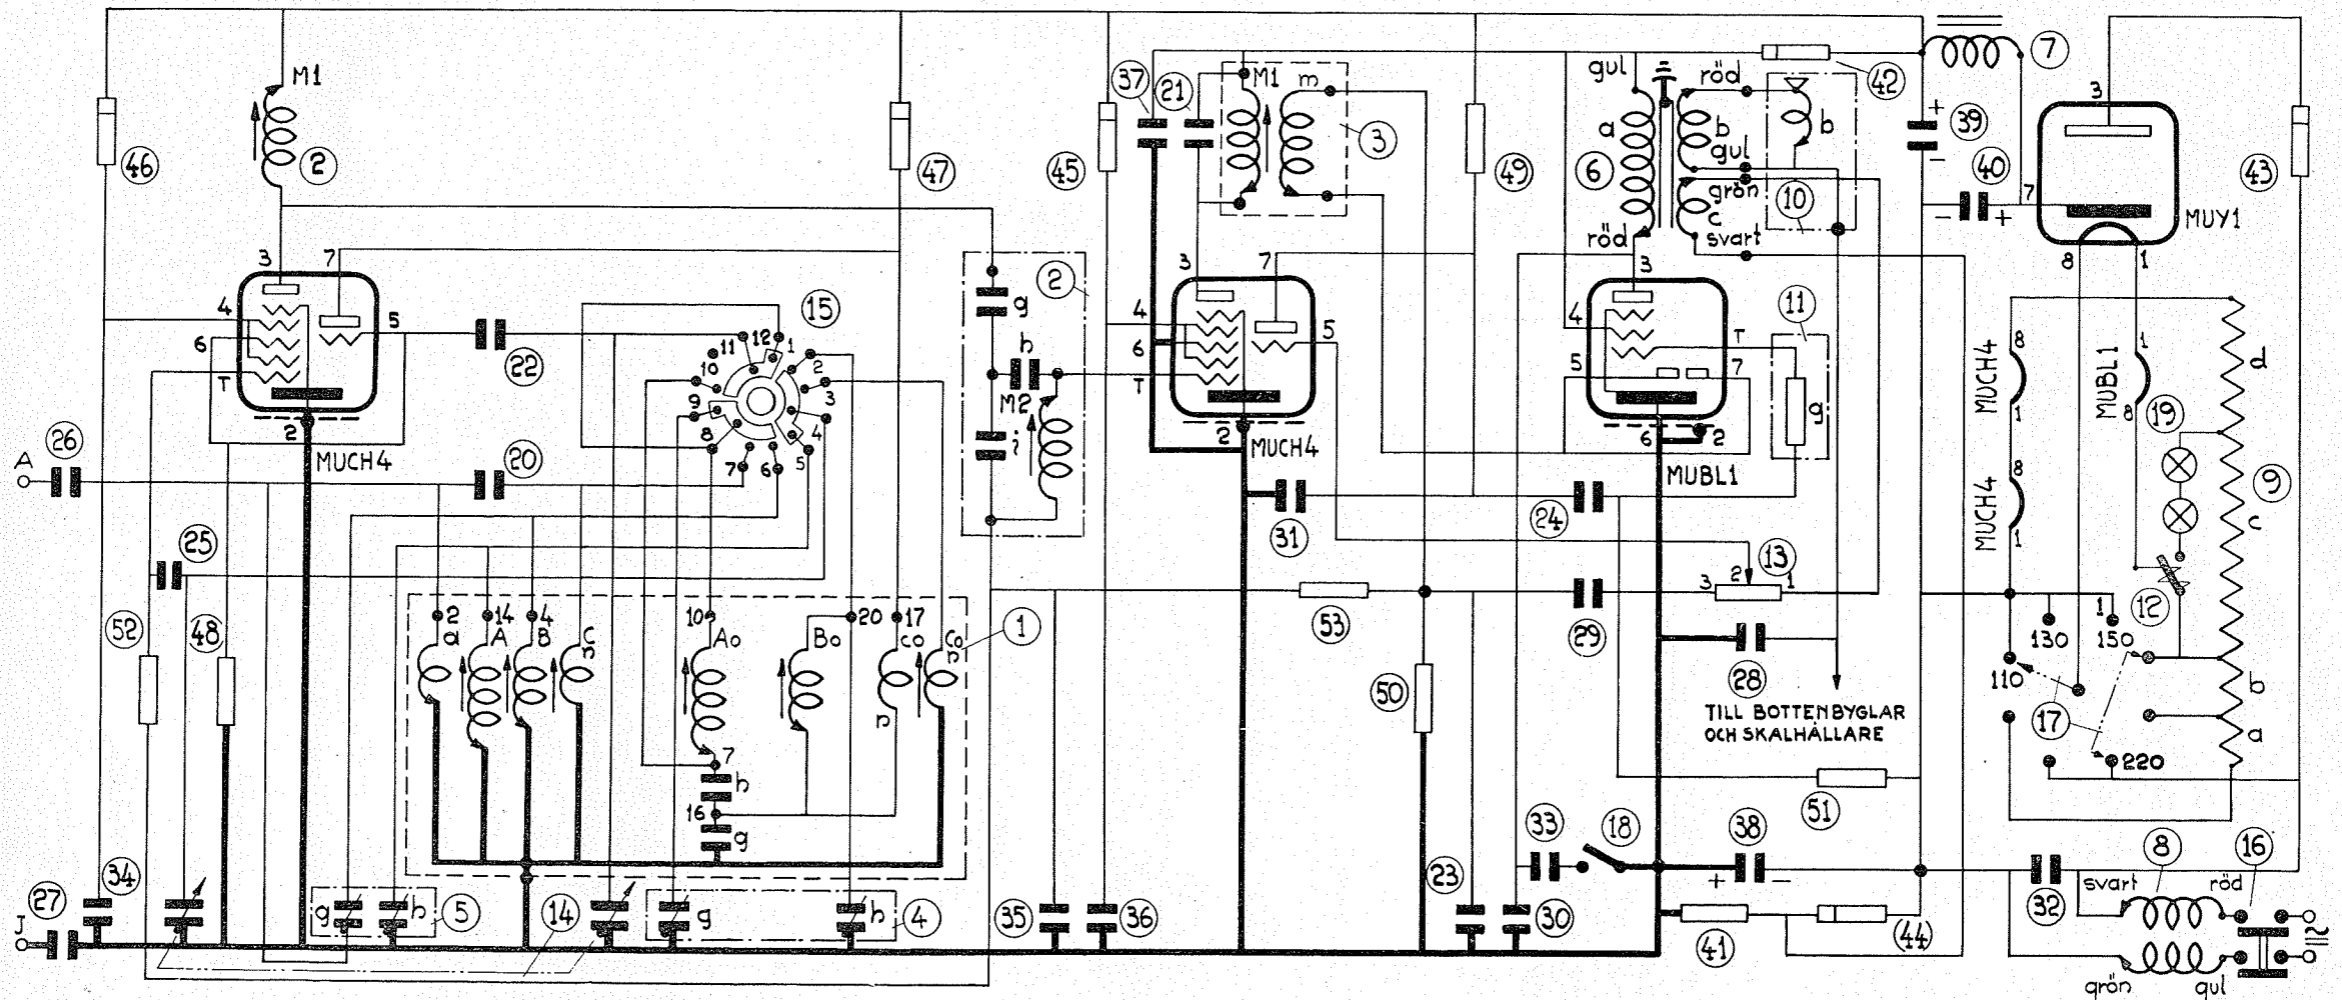 M1
2
46
47
37
21
45
M1
m
3
49
gul
a
6
röd
röd
b
gul
grön
c
svart
b
10
42
7
+
39
-
40
-
+
7
3
MUY1
8
1
43
3
7
4
6
T
5
2
MUCH4
22
15
12
1
11
2
10
3
9
4
8
5
7
6
2
g
h
M2
i
3
7
4
6
T
5
2
MUCH4
31
3
4
5
T
7
6
2
MUBL1
11
g
24
8
MUCH4
1
8
MUCH4
1
1
MUBL1
8
19
d
9
c
A
26
20
25
52
48
2
14
4
10
20
17
a
A
B
C
Ao
Bo
co
Co
n
1
7
h
16
g
53
50
29
3
2
1
13
28
TILL BOTTENBYGLAR
OCH SKALHÅLLARE
12
1
130
150
110
17
220
b
a
51
J
27
34
g
h
5
14
g
h
4
35
36
23
30
33
18
38
+
-
41
44
32
8
16
svart
röd
grön
gul